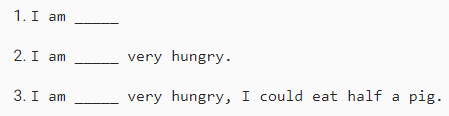 1. I am _____
2. I am _____ very hungry.
3. I am _____ very hungry, I could eat half a pig.